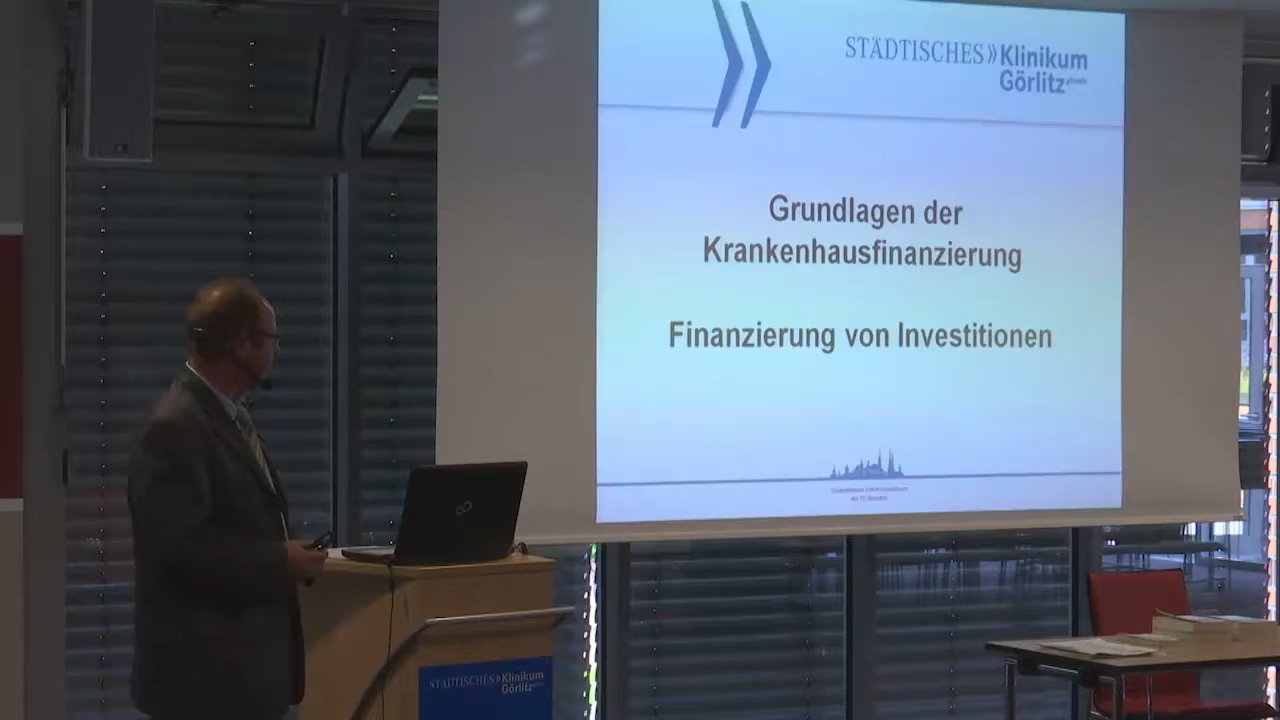 STÄDTISCHES Klinikum
Görlitz
Grundlagen der
Krankenhausfinanzierung
Finanzierung von Investitionen
STÄDTISCHES Klinikum
Görlitz